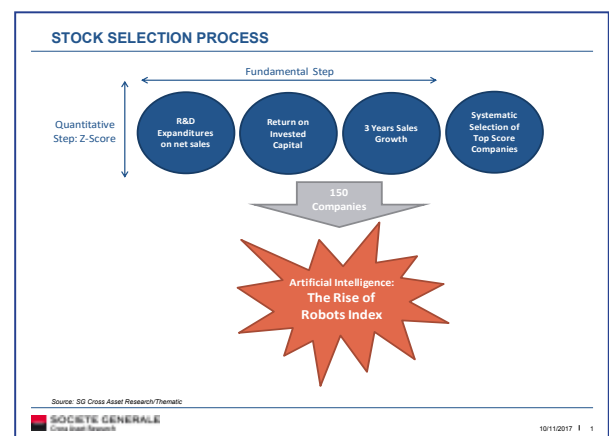 STOCK SELECTION PROCESS
Fundamental Step
Quantitative
Step: Z-Score
R&D
Expanditures
on net sales
Return on
Invested
Capital
3 Years Sales
Growth
Systematic
Selection of
Top Score
Companies
150
Companies
Artificial Intelligence:
The Rise of
Robots Index
Source: SG Cross Asset Research/Thematic
SOCIETE GENERALE
Cross Asset Research
10/11/2017 | 1